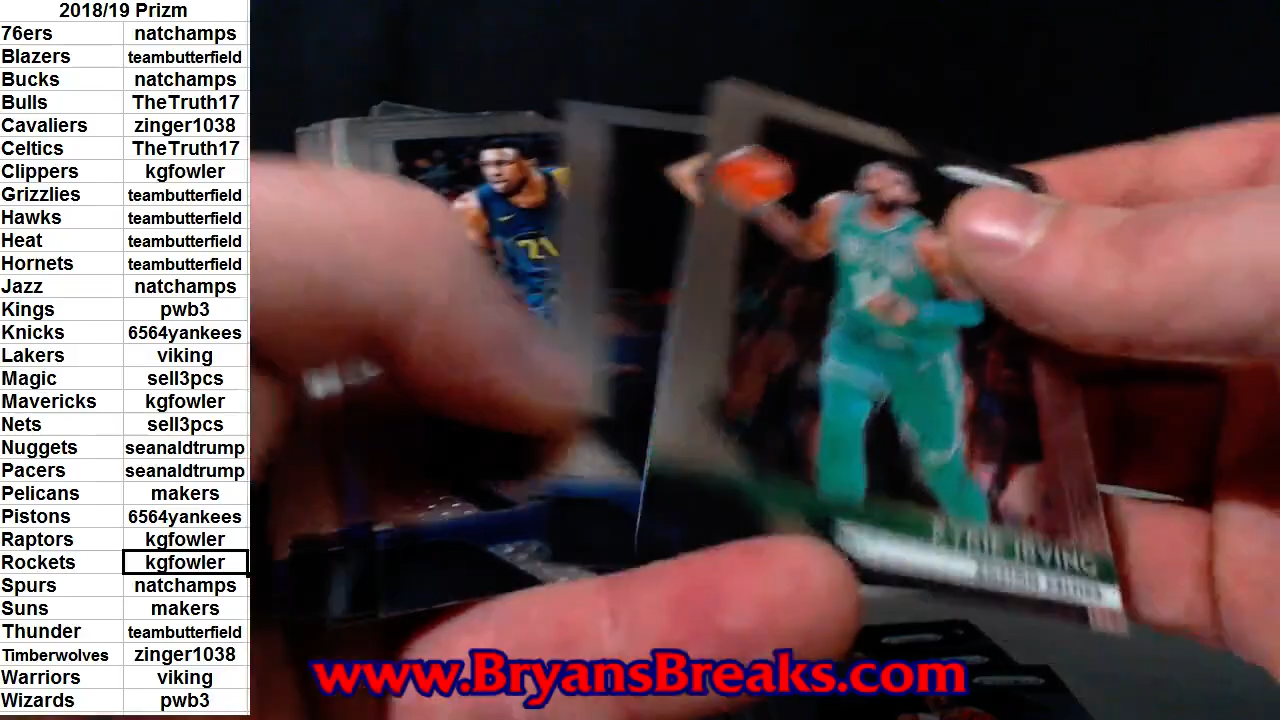 2018/19 Prizm
76ers natchamps
Blazers teambutterfield
Bucks natchamps
Bulls TheTruth17
Cavaliers zinger1038
Celtics TheTruth17
Clippers kgfowler
Grizzlies teambutterfield
Hawks teambutterfield
Heat teambutterfield
Hornets teambutterfield
Jazz natchamps
Kings pwb3
Knicks 6564yankees
Lakers viking
Magic sell3pcs
Mavericks kgfowler
Nets sell3pcs
Nuggets seanaldtrump
Pacers seanaldtrump
Pelicans makers
Pistons 6564yankees
Raptors kgfowler
Rockets kgfowler
Spurs natchamps
Suns makers
Thunder teambutterfield
Timberwolves zinger1038
Warriors viking
Wizards pwb3
21
KYRIE IRVING
BOSTON CELTICS
www.BryansBreaks.com